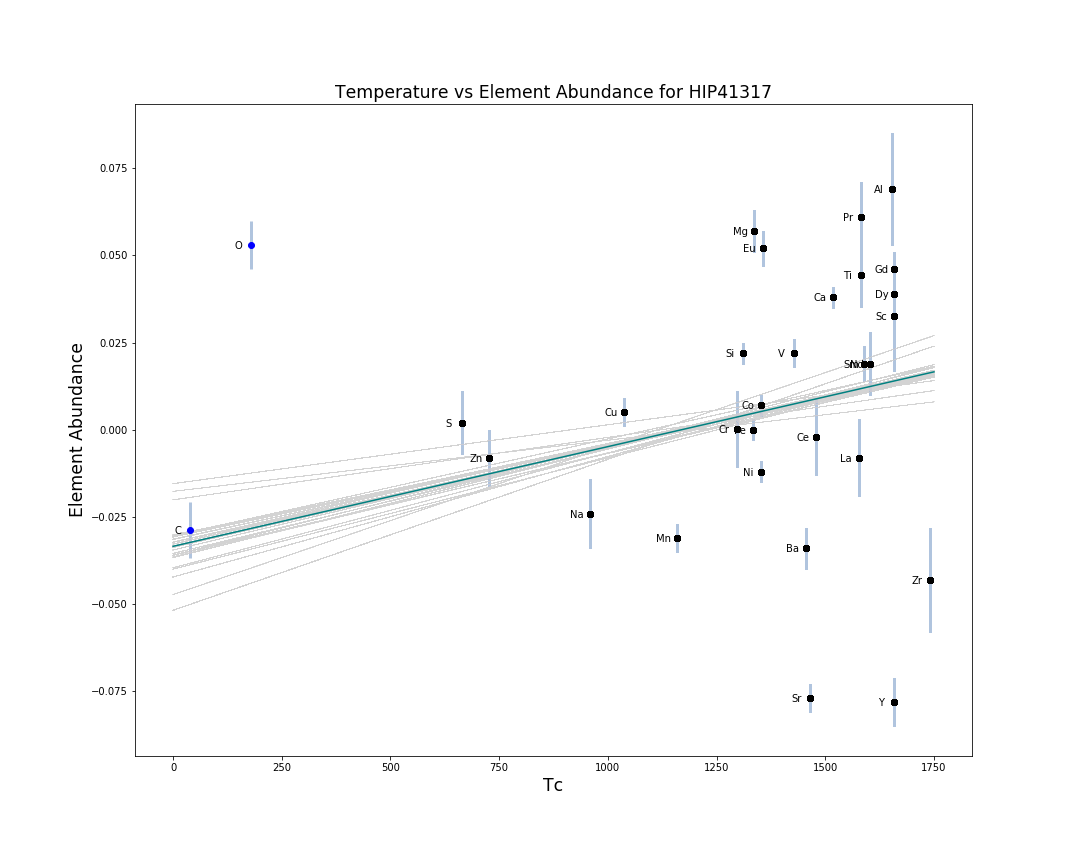 Temperature vs Element Abundance for HIP41317
Element Abundance
0.075
0.050
0.025
0.000
−0.025
−0.050
−0.075
Al
Pr
Mg
O
Eu
Gd
Ti
Dy
Ca
Sc
Si
V
Co
Cu
S
Cr
Ce
Zn
La
Ni
Na
C
Mn
Ba
Zr
Sr
Y
0
250
500
750
1000
1250
1500
1750
Tc